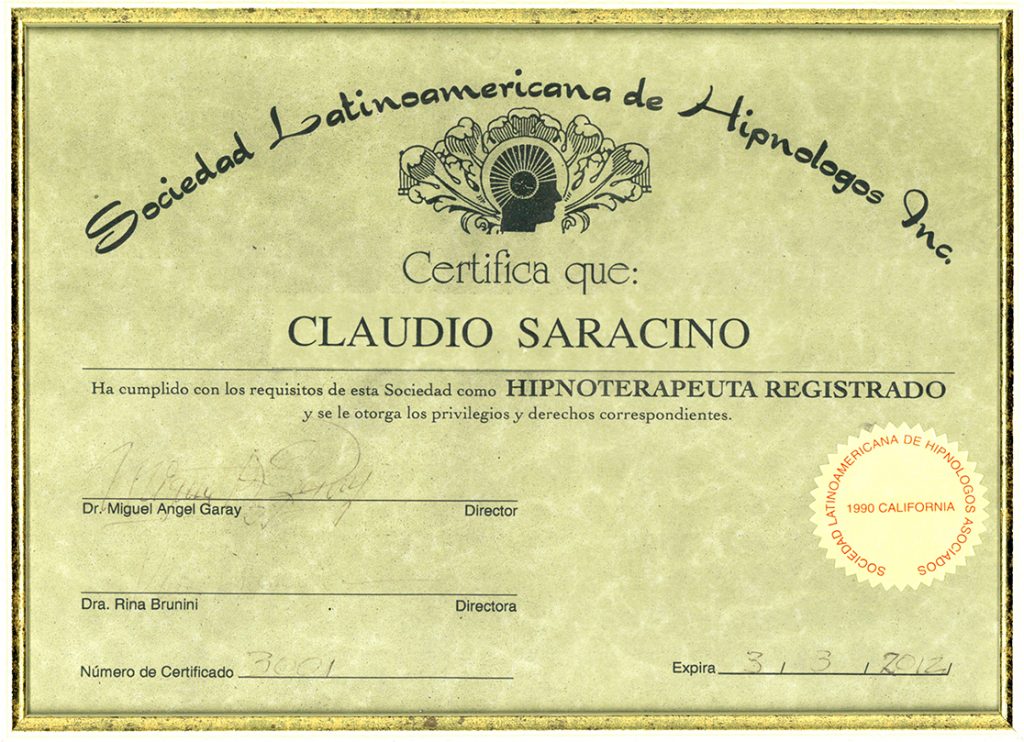 Sociedad Latinoamericana de Hipnologos Inc.
Certifica que:
CLAUDIO SARACINO
Ha cumplido con los requisitos de esta Sociedad como HIPNOTERAPEUTA REGISTRADO
y se le otorga los privilegios y derechos correspondientes.
Dr. Miguel Angel Garay Director
SOCIEDAD LATINOAMERICANA DE HIPNOLOGOS ASOCIADOS
1990 CALIFORNIA
Dra. Rina Brunini Directora
Número de Certificado 3001
Expira 3, 3, 2012